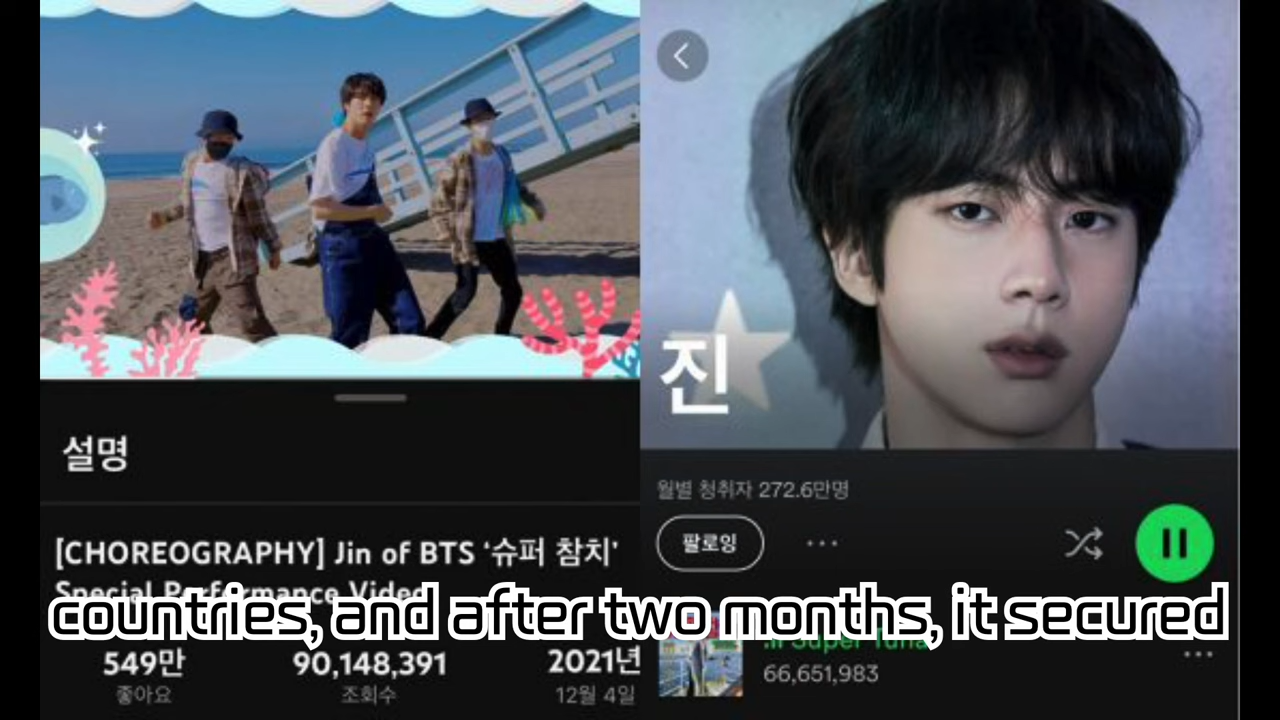 설명
[CHOREOGRAPHY] Jin of BTS ‘슈퍼 참치’
Special Performance Video
549만
90,148,391
2021년
좋아요
조회수
12월 4일
진
월별 청취자 272.6만명
팔로잉
Super Tuna
66,651,983
countries, and after two months, it secured